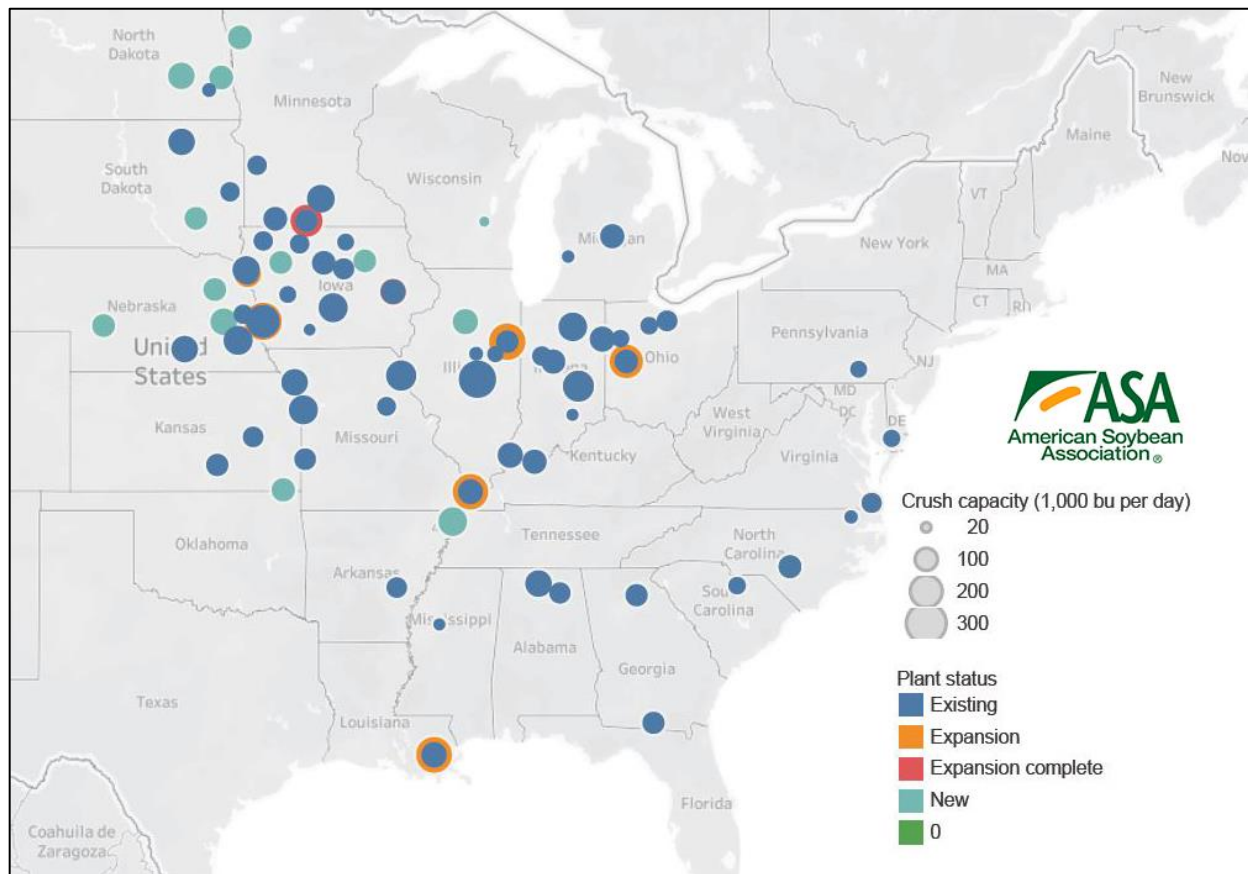 North
Dakota
Minnesota
New
Brunswick
Maine
South
Dakota
Wisconsin
VT
Nov
Michigan
New York
MA
CT
RI
Iowa
Nebraska
Pennsylvania
United
States
Ohio
NJ
Illinois
Indiana
MD
DC
DE
West
Virginia
Kansas
Missouri
Kentucky
Virginia
Oklahoma
Tennessee
North
Carolina
Arkansas
South
Carolina
Mississippi
Alabama
Georgia
Texas
Louisiana
Florida
Coahuila de
Zaragoza
ASA
American Soybean
Association®
Crush capacity (1,000 bu per day)
20
100
200
300
Plant status
Existing
Expansion
Expansion complete
New
0